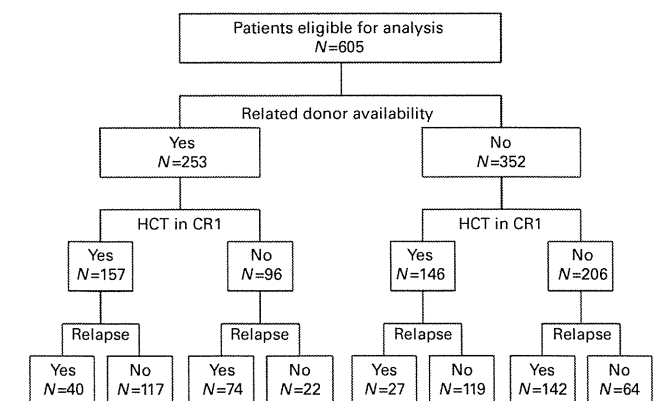 Patients eligible for analysis
N=605
Related donor availability
Yes
N=253
No
N=352
HCT in CR1
HCT in CR1
Yes
N=157
No
N=96
Yes
N=146
No
N=206
Relapse
Relapse
Relapse
Relapse
Yes
N=40
No
N=117
Yes
N=74
No
N=22
Yes
N=27
No
N=119
Yes
N=142
No
N=64